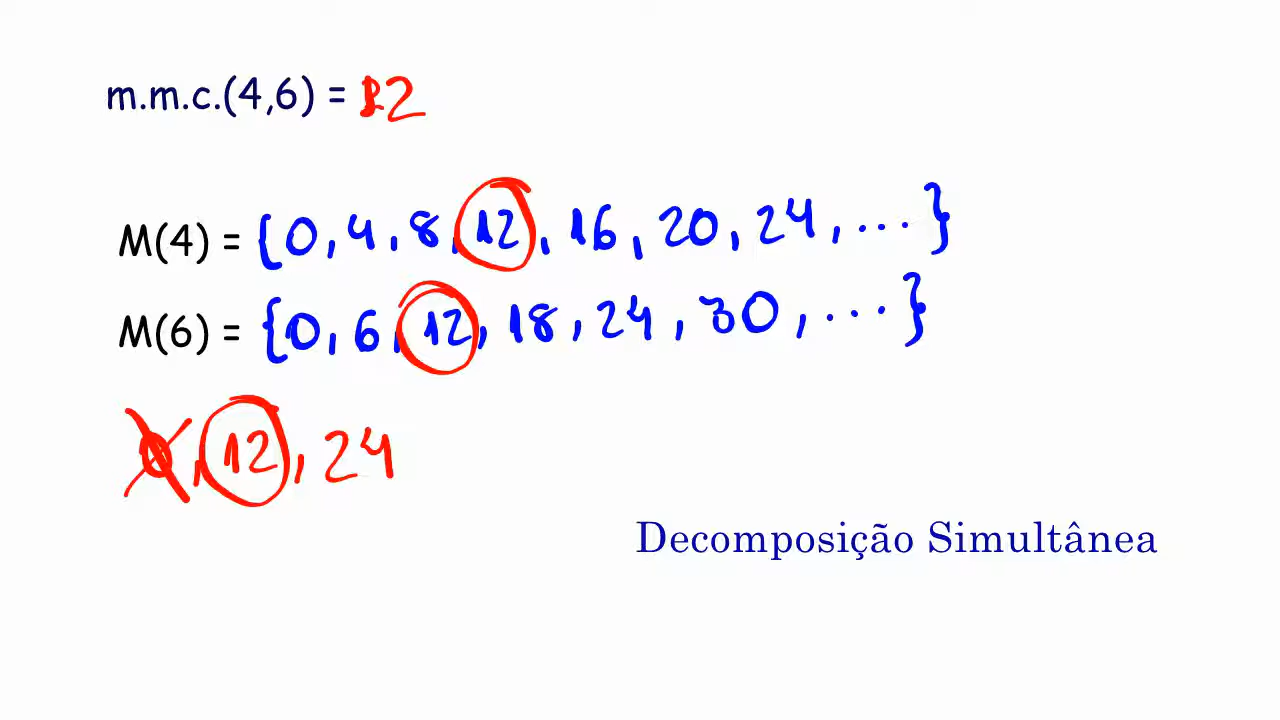 m.m.c.(4,6) = 12
M(4) = {0, 4, 8, 12, 16, 20, 24, ...}
M(6) = {0, 6, 12, 18, 24, 30, ...}
0, 12, 24
Decomposição Simultânea